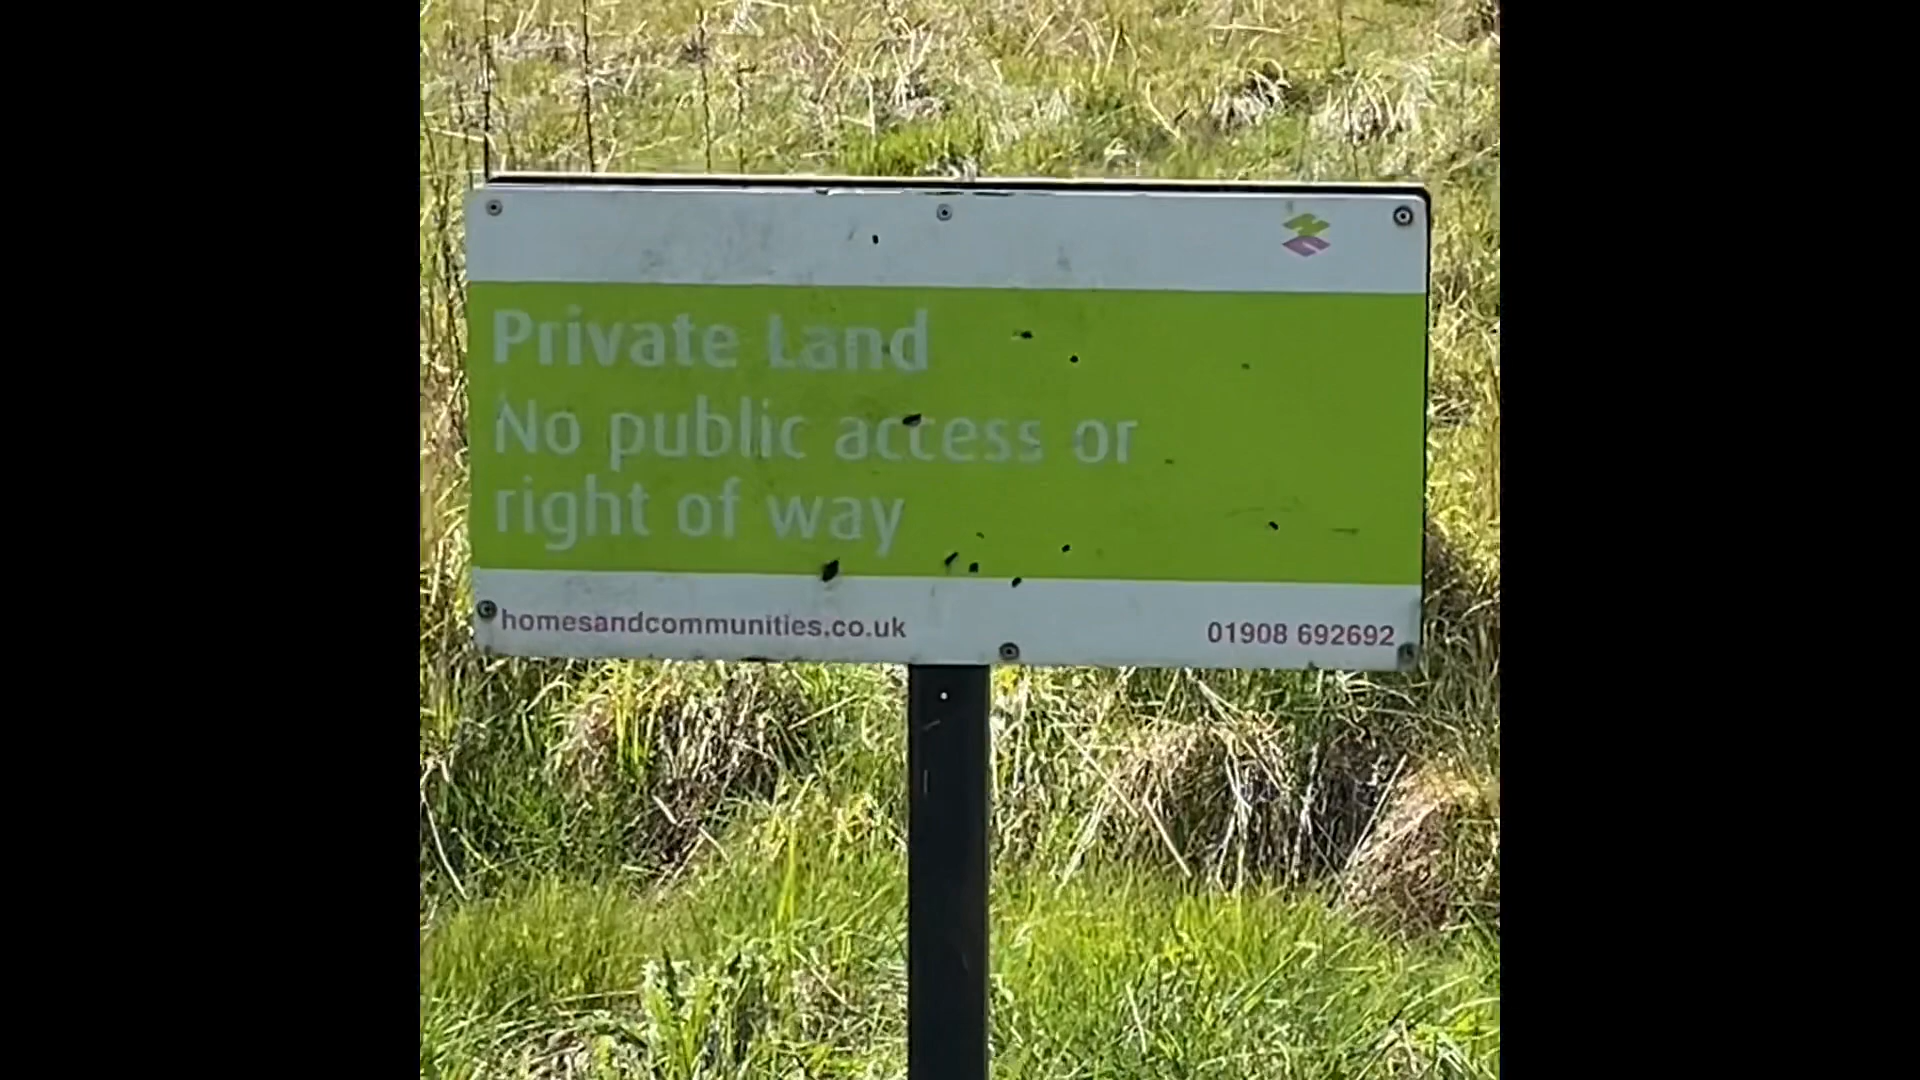 Private Land
No public access or
right of way
homesandcommunities.co.uk
01908 692692